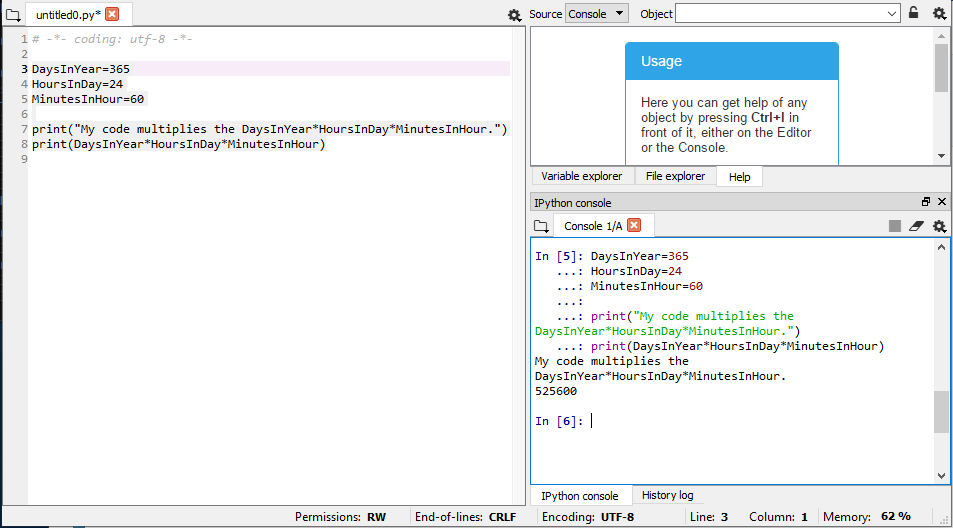 untitled0.py*
1 # -*- coding: utf-8 -*-
2
3 DaysInYear=365
4 HoursInDay=24
5 MinutesInHour=60
6
7 print("My code multiplies the DaysInYear*HoursInDay*MinutesInHour.")
8 print(DaysInYear*HoursInDay*MinutesInHour)
9
Source Console Object
Usage
Here you can get help of any
object by pressing Ctrl+I in
front of it, either on the Editor
or the Console.
Variable explorer File explorer Help
IPython console
Console 1/A
In [5]: DaysInYear=365
...: HoursInDay=24
...: MinutesInHour=60
...:
...: print("My code multiplies the
DaysInYear*HoursInDay*MinutesInHour.")
...: print(DaysInYear*HoursInDay*MinutesInHour)
My code multiplies the
DaysInYear*HoursInDay*MinutesInHour.
525600
In [6]:
IPython console History log
Permissions: RW End-of-lines: CRLF Encoding: UTF-8 Line: 3 Column: 1 Memory: 62 %